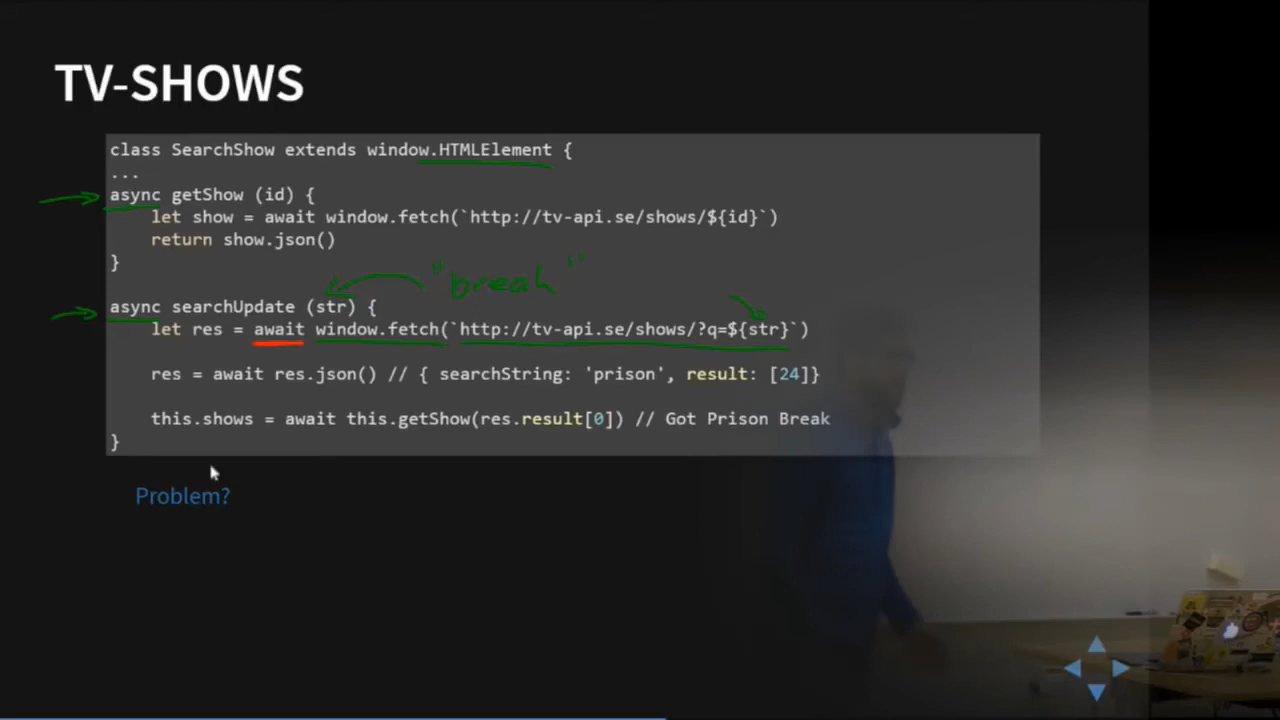 TV-SHOWS
class SearchShow extends window.HTMLElement {
...
async getShow (id) {
let show = await window.fetch(`http://tv-api.se/shows/${id}`)
return show.json()
}
"break"
async searchUpdate (str) {
let res = await window.fetch(`http://tv-api.se/shows/?q=${str}`)
res = await res.json() // { searchString: 'prison', result: [24]}
this.shows = await this.getShow(res.result[0]) // Got Prison Break
}
Problem?